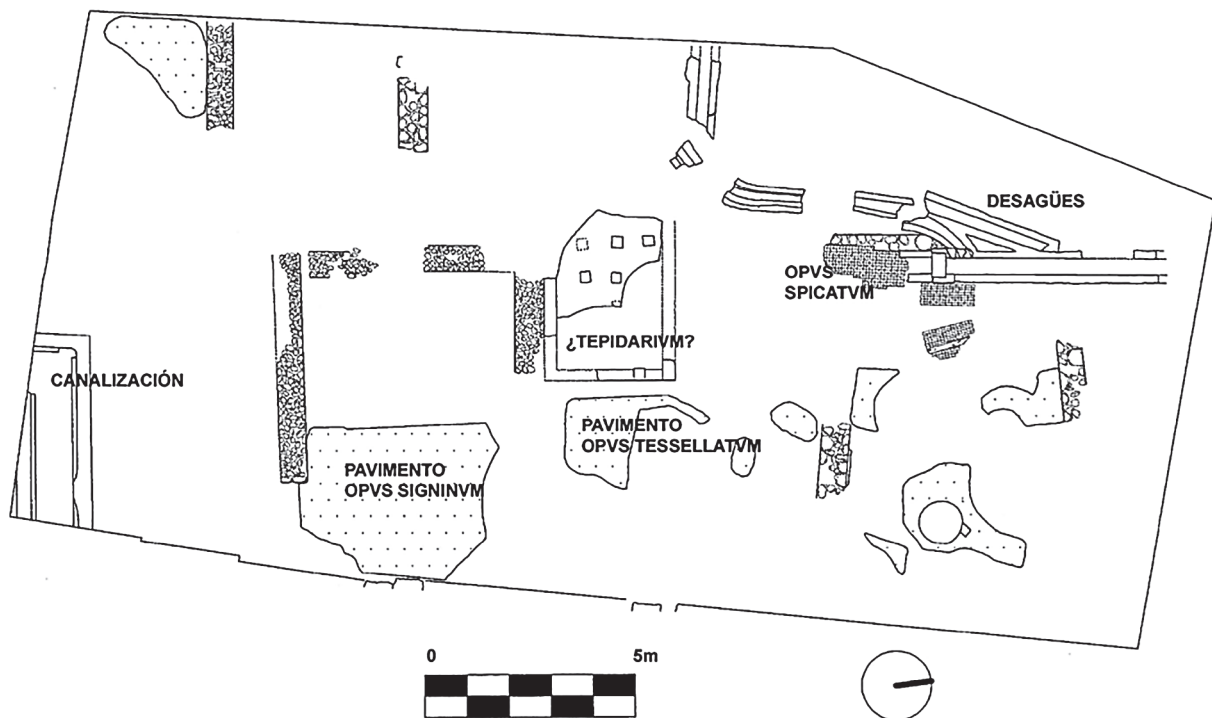 DESAGÜES
OPVS
SPICATVM
¿TEPIDARIVM?
CANALIZACIÓN
PAVIMENTO
OPVS TESSELLATVM
PAVIMENTO
OPVS SIGNINVM
0 5m